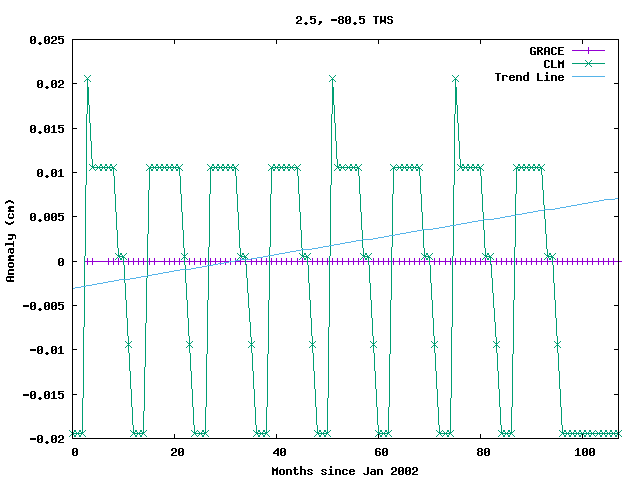 2.5, -80.5 TWS
0.025
GRACE
CLM
Trend Line
0.02
0.015
0.01
0.005
0
-0.005
-0.01
-0.015
-0.02
Anomaly (cm)
0 20 40 60 80 100
Months since Jan 2002